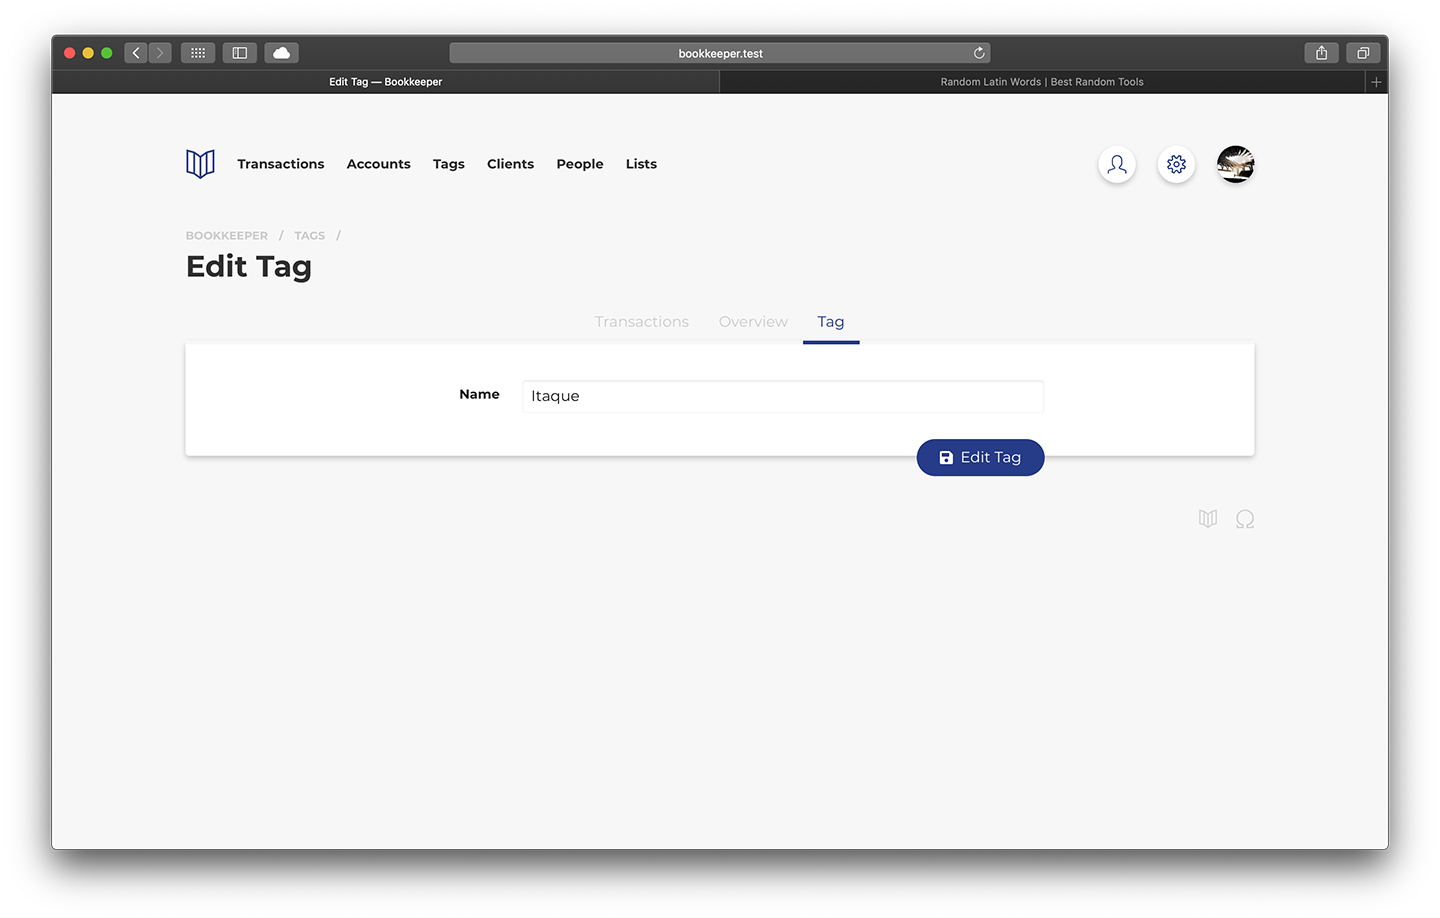 bookkeeper.test
Edit Tag — Bookkeeper
Random Latin Words | Best Random Tools
Transactions Accounts Tags Clients People Lists
BOOKKEEPER / TAGS /
Edit Tag
Transactions Overview Tag
Name Itaque
Edit Tag